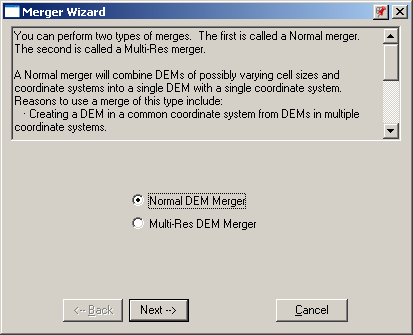 Merger Wizard
You can perform two types of merges.  The first is called a Normal merger.
The second is called a Multi-Res merger.
A Normal merger will combine DEMs of possibly varying cell sizes and
coordinate systems into a single DEM with a single coordinate system.
Reasons to use a merge of this type include:
· Creating a DEM in a common coordinate system from DEMs in multiple
coordinate systems.
Normal DEM Merger
Multi-Res DEM Merger
<-- Back
Next -->
Cancel